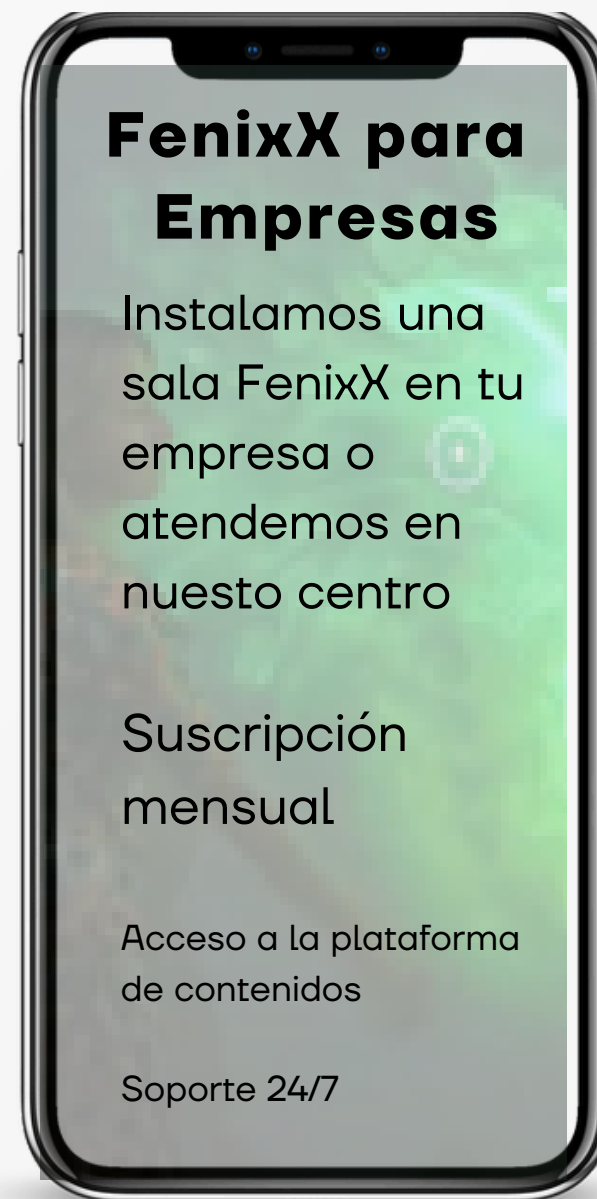 FenixX para
Empresas
Instalamos una
sala FenixX en tu
empresa o
atendemos en
nuesto centro
Suscripción
mensual
Acceso a la plataforma
de contenidos
Soporte 24/7